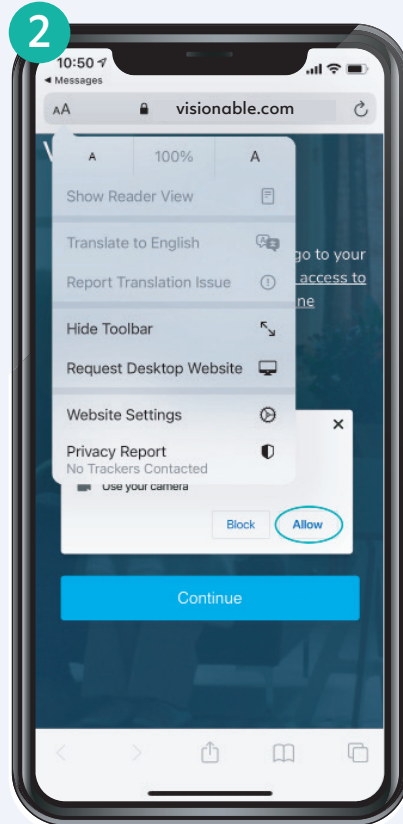 2
10:50
Messages
AA visionable.com
V
A 100% A
Show Reader View
Translate to English
go to your
Report Translation Issue
access to
ne
Hide Toolbar
Request Desktop Website
Website Settings
Privacy Report
No Trackers Contacted
Use your camera
Block Allow
Continue